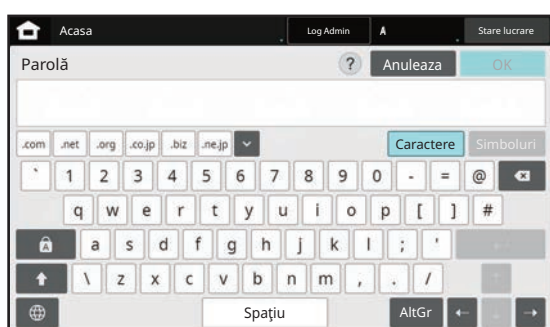 Acasa Log Admin A Stare lucrare
Parolă ? Anuleaza OK
.com .net .org .co.jp .biz .ne.jp Caractere Simboluri
` 1 2 3 4 5 6 7 8 9 0 - = @
q w e r t y u i o p [ ] #
A a s d f g h j k l ; '
\ z x c v b n m , . /
Spațiu AltGr